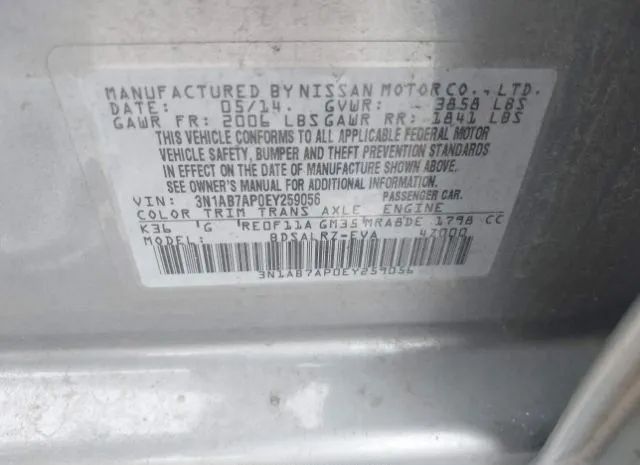 MANUFACTURED BY NISSAN MOTOR CO., LTD.
DATE: 05/14. GVWR: 3858 LBS
GAWR FR: 2006 LBS GAWR RR: 1841 LBS
THIS VEHICLE CONFORMS TO ALL APPLICABLE FEDERAL MOTOR
VEHICLE SAFETY, BUMPER AND THEFT PREVENTION STANDARDS
IN EFFECT ON THE DATE OF MANUFACTURE SHOWN ABOVE.
SEE OWNER'S MANUAL FOR ADDITIONAL INFORMATION.
VIN: 3N1AB7AP0EY259056 PASSENGER CAR.
COLOR TRIM TRANS AXLE ENGINE
K36 G RE0F11A GM35 MRA8DE 1798 CC
MODEL: BDSALRZ-EVA 4Z000
3N1AB7AP0EY259056